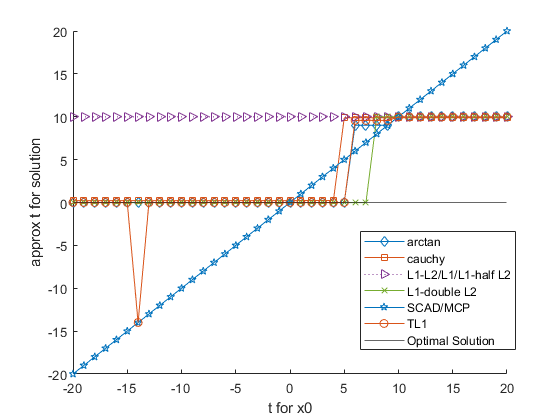 20
15
10
5
0
-5
-10
-15
-20
approx t for solution
-20 -15 -10 -5 0 5 10 15 20
t for x0
arctan
cauchy
L1-L2/L1/L1-half L2
L1-double L2
SCAD/MCP
TL1
Optimal Solution